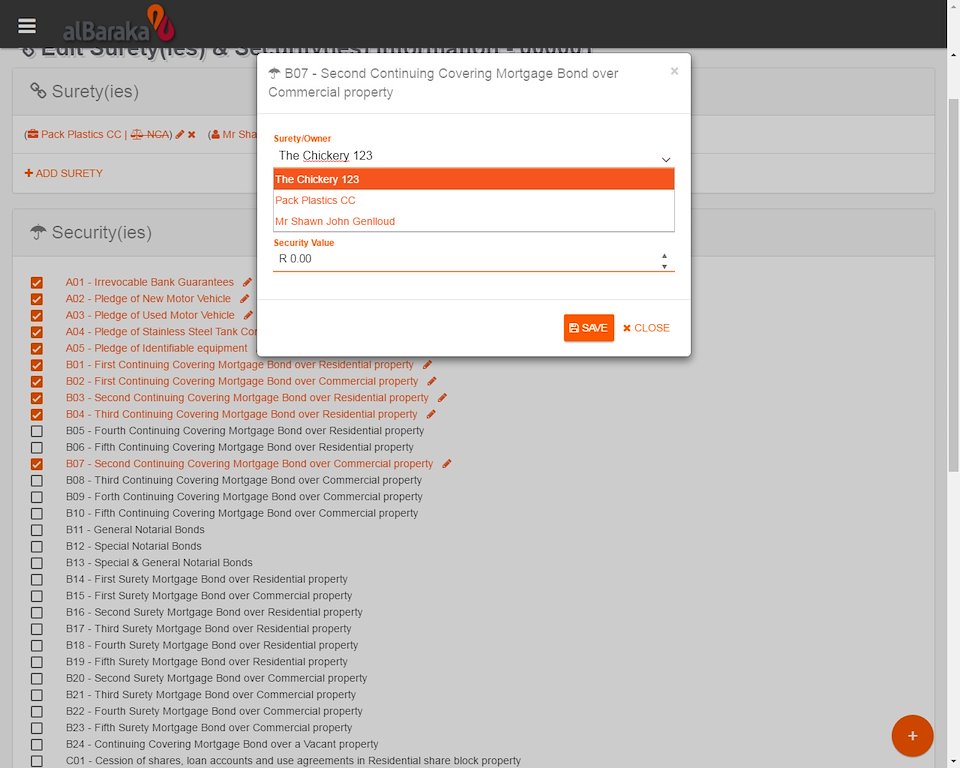 alBaraka
Edit Surety(ies) & Security(ies) Information -
B07 - Second Continuing Covering Mortgage Bond over
Commercial property
×
Surety(ies)
(Pack Plastics CC | NCA) (Mr Sha
+ ADD SURETY
Surety/Owner
The Chickery 123
The Chickery 123
Pack Plastics CC
Mr Shawn John Genlloud
Security Value
R 0.00
SAVE × CLOSE
Security(ies)
A01 - Irrevocable Bank Guarantees
A02 - Pledge of New Motor Vehicle
A03 - Pledge of Used Motor Vehicle
A04 - Pledge of Stainless Steel Tank Con
A05 - Pledge of Identifiable equipment
B01 - First Continuing Covering Mortgage Bond over Residential property
B02 - First Continuing Covering Mortgage Bond over Commercial property
B03 - Second Continuing Covering Mortgage Bond over Residential property
B04 - Third Continuing Covering Mortgage Bond over Residential property
B05 - Fourth Continuing Covering Mortgage Bond over Residential property
B06 - Fifth Continuing Covering Mortgage Bond over Residential property
B07 - Second Continuing Covering Mortgage Bond over Commercial property
B08 - Third Continuing Covering Mortgage Bond over Commercial property
B09 - Forth Continuing Covering Mortgage Bond over Commercial property
B10 - Fifth Continuing Covering Mortgage Bond over Commercial property
B11 - General Notarial Bonds
B12 - Special Notarial Bonds
B13 - Special & General Notarial Bonds
B14 - First Surety Mortgage Bond over Residential property
B15 - First Surety Mortgage Bond over Commercial property
B16 - Second Surety Mortgage Bond over Residential property
B17 - Third Surety Mortgage Bond over Residential property
B18 - Fourth Surety Mortgage Bond over Residential property
B19 - Fifth Surety Mortgage Bond over Residential property
B20 - Second Surety Mortgage Bond over Commercial property
B21 - Third Surety Mortgage Bond over Commercial property
B22 - Fourth Surety Mortgage Bond over Commercial property
B23 - Fifth Surety Mortgage Bond over Commercial property
B24 - Continuing Covering Mortgage Bond over a Vacant property
C01 - Cession of shares, loan accounts and use agreements in Residential share block property
+